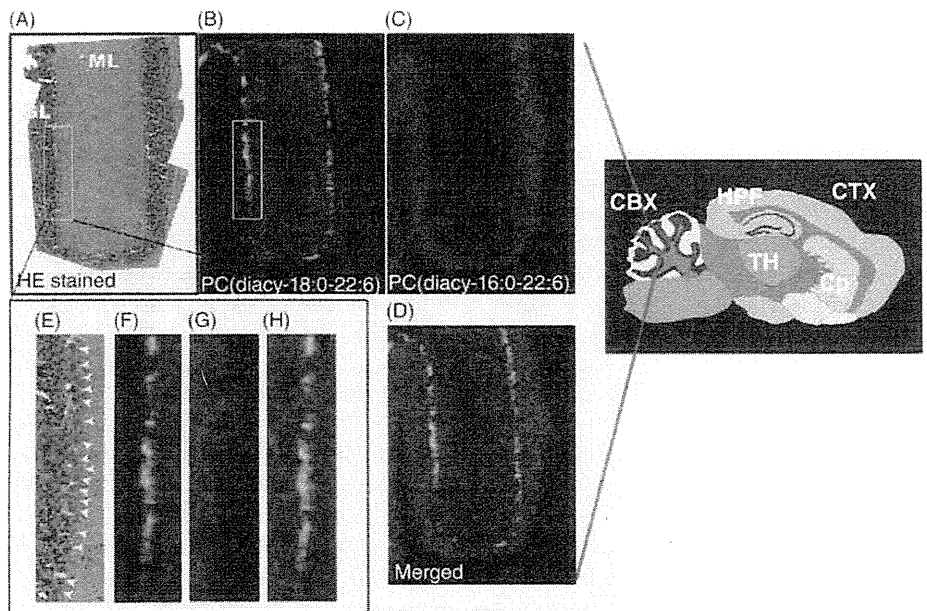 (A)
(B)
(C)
ML
HE stained
PC(diacy-18:0-22:6)
PC(diacy-16:0-22:6)
CBX
HPF
CTX
TH
CP
(D)
Merged
(E)
(F)
(G)
(H)